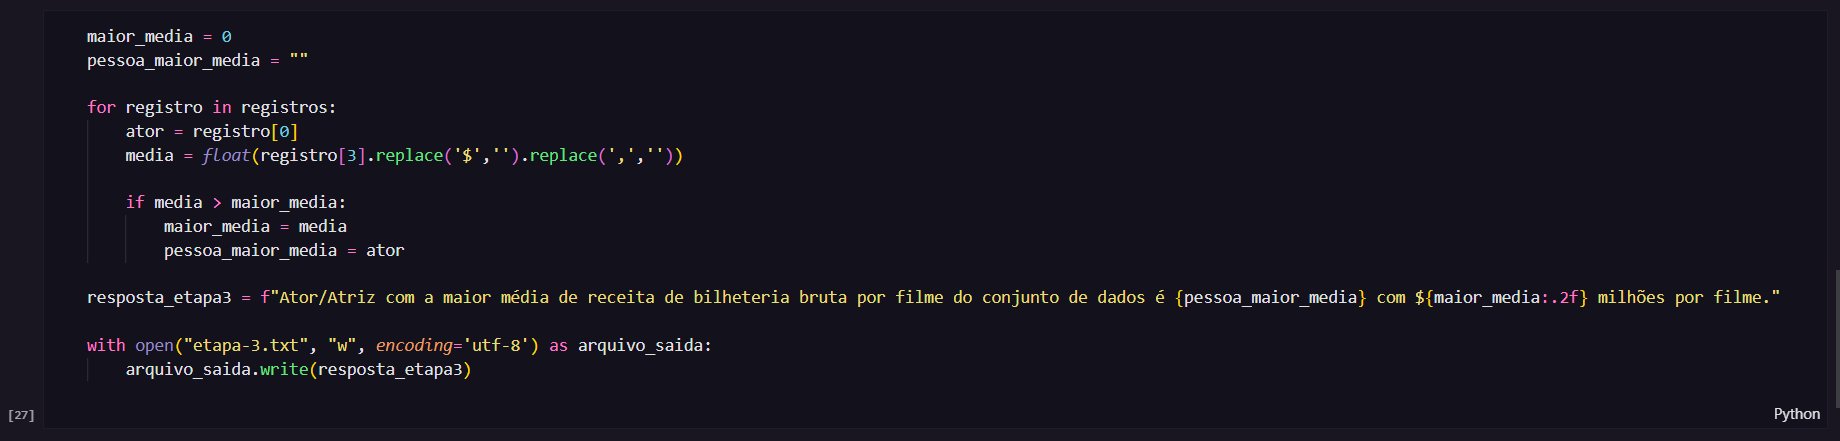 maior_media = 0
pessoa_maior_media = ""
for registro in registros:
ator = registro[0]
media = float(registro[3].replace('$','').replace(',',''))
if media > maior_media:
maior_media = media
pessoa_maior_media = ator
resposta_etapa3 = f"Ator/Atriz com a maior média de receita de bilheteria bruta por filme do conjunto de dados é {pessoa_maior_media} com ${maior_media:.2f} milhões por filme."
with open("etapa-3.txt", "w", encoding='utf-8') as arquivo_saida:
arquivo_saida.write(resposta_etapa3)
[27]
Python